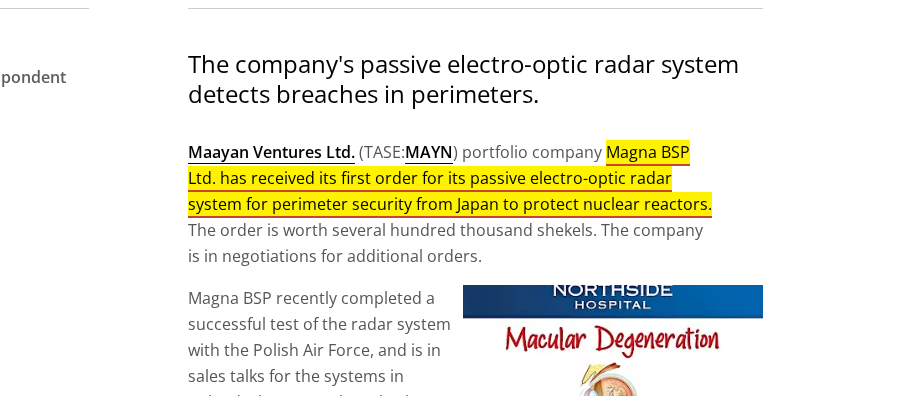 pondent
The company's passive electro-optic radar system
detects breaches in perimeters.
Maayan Ventures Ltd. (TASE:MAYN) portfolio company Magna BSP
Ltd. has received its first order for its passive electro-optic radar
system for perimeter security from Japan to protect nuclear reactors.
The order is worth several hundred thousand shekels. The company
is in negotiations for additional orders.
Magna BSP recently completed a
successful test of the radar system
with the Polish Air Force, and is in
sales talks for the systems in
NORTHSIDE
HOSPITAL
Macular Degeneration